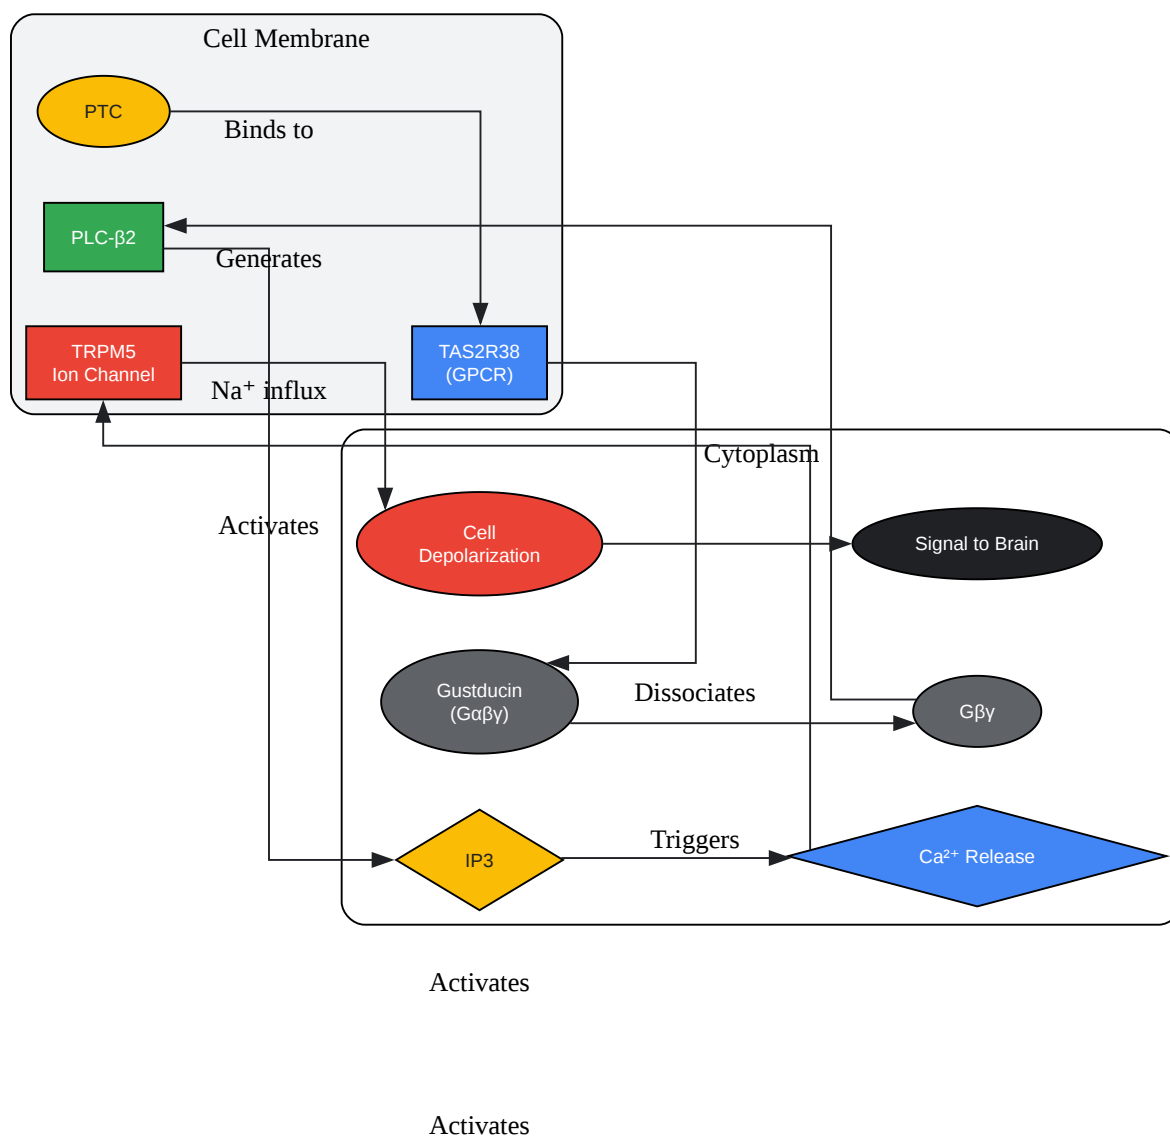 Cell Membrane
PTC
Binds to
PLC-β2
Generates
TRPM5
Ion Channel
Na⁺ influx
TAS2R38
(GPCR)
Cytoplasm
Activates
Cell
Depolarization
Signal to Brain
Gustducin
(Gαβγ)
Dissociates
Gβγ
IP3
Triggers
Ca²⁺ Release
Activates
Activates